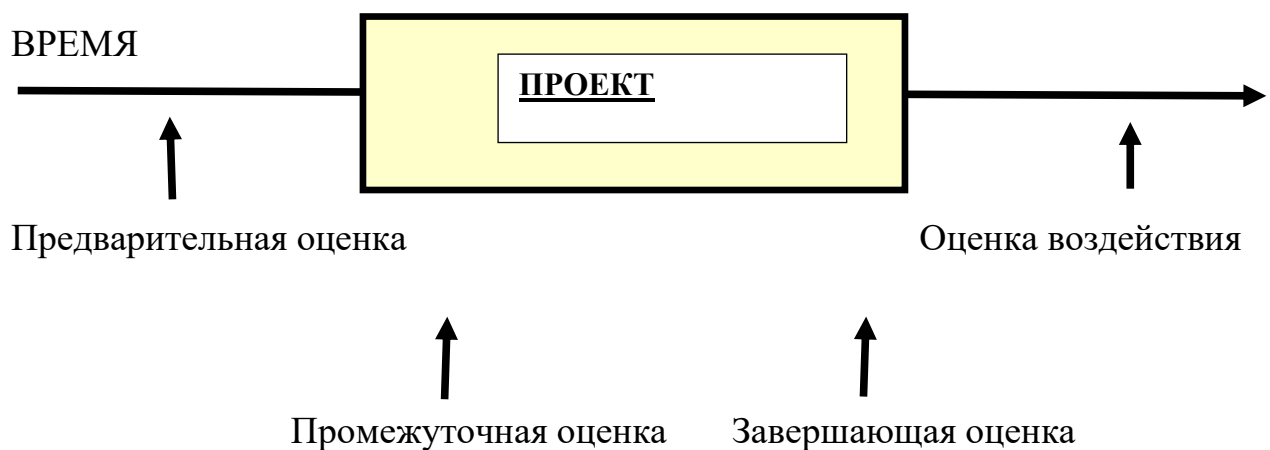 ВРЕМЯ
ПРОЕКТ
Предварительная оценка
Оценка воздействия
Промежуточная оценка
Завершающая оценка